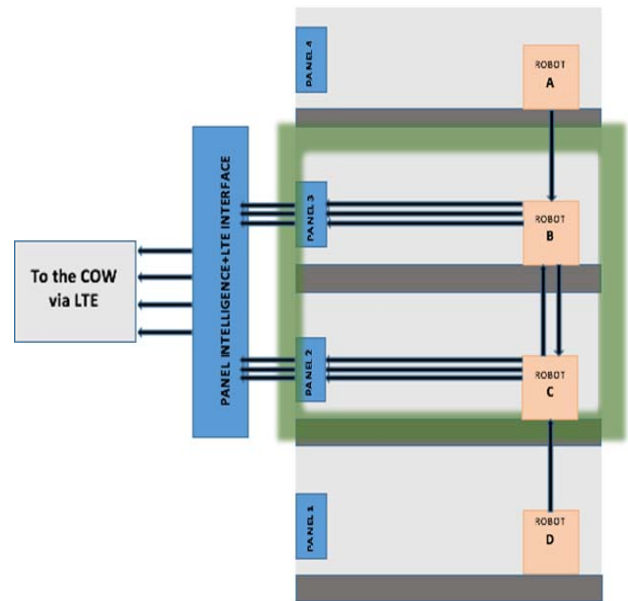 PANEL 4
ROBOT
A
PANEL INTELLIGENCE+LTE INTERFACE
PANEL 3
ROBOT
B
To the COW
via LTE
PANEL 2
ROBOT
C
PANEL 1
ROBOT
D